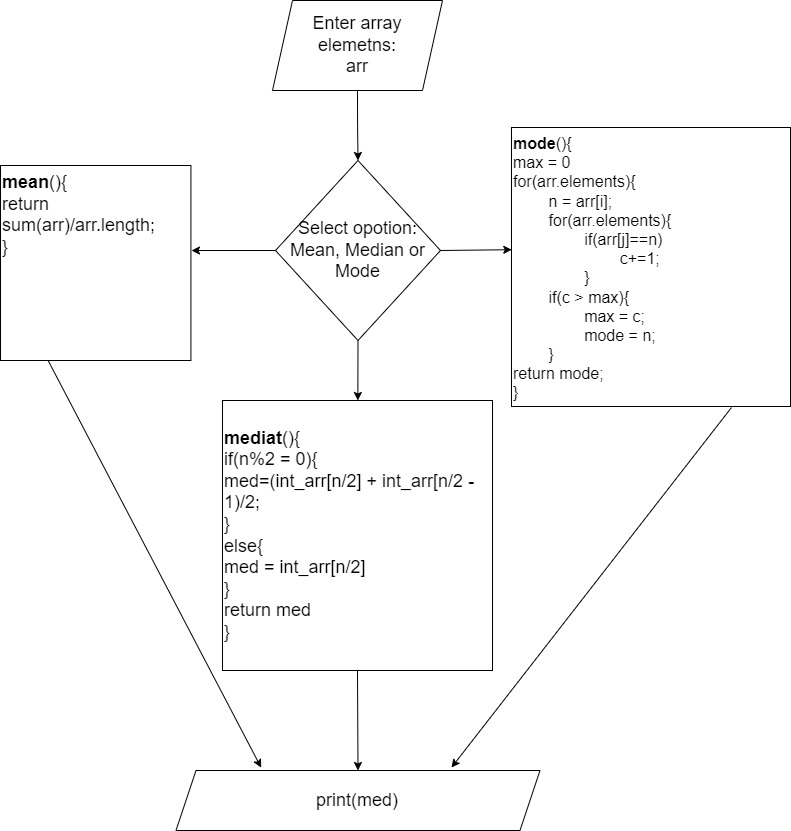 Enter array
elemetns:
arr
Select opotion:
Mean, Median or
Mode
mean(){
return
sum(arr)/arr.length;
}
mode(){
max = 0
for(arr.elements){
n = arr[i];
for(arr.elements){
if(arr[j]==n)
c+=1;
}
if(c > max){
max = c;
mode = n;
}
return mode;
}
mediat(){
if(n%2 = 0){
med=(int_arr[n/2] + int_arr[n/2 -
1)/2;
}
else{
med = int_arr[n/2]
}
return med
}
print(med)